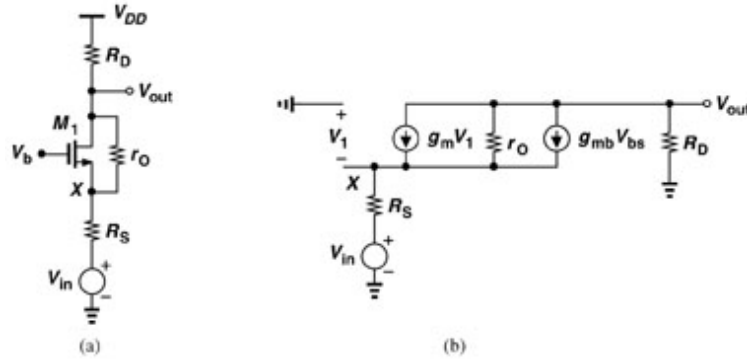 V_DD
R_D
V_out
M_1
V_b
r_O
X
R_S
V_in
+
−
(a)
V_out
+
V_1
−
g_mV_1
r_O
g_mbV_bs
R_D
X
R_S
V_in
+
−
(b)